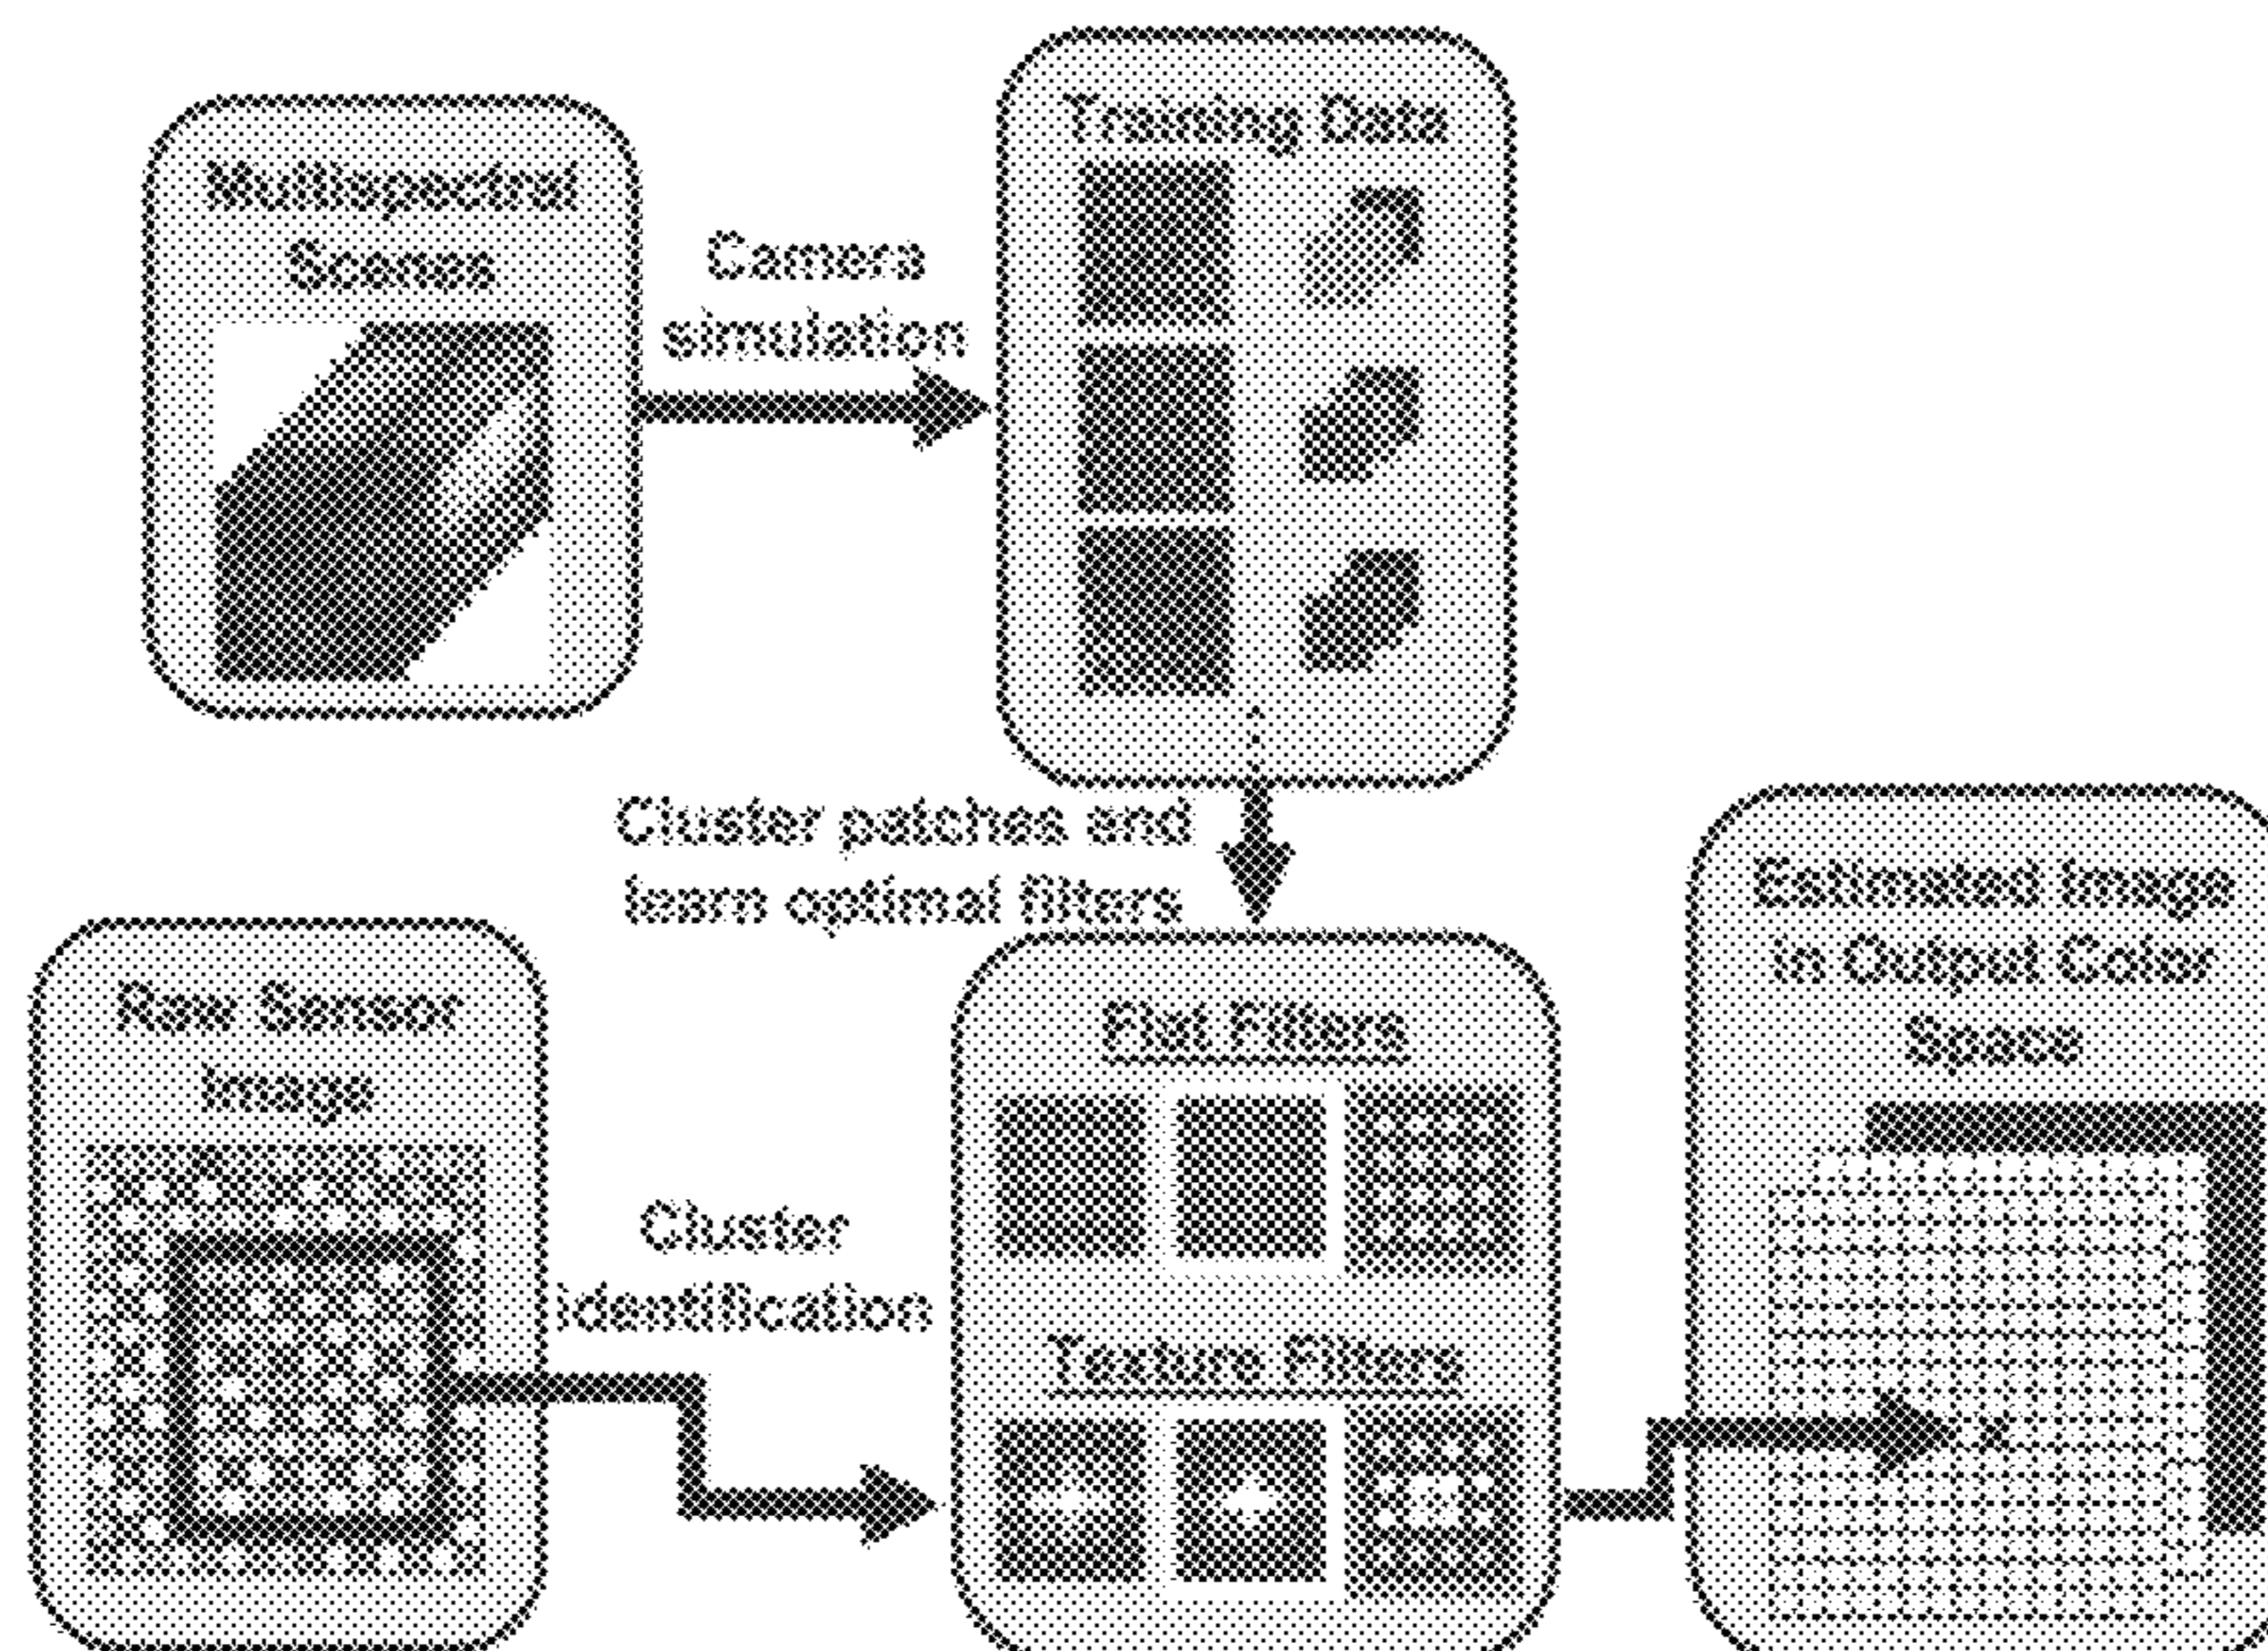 Multispectral
Scenes
Camera
simulation
Training Data
Cluster patches and
learn optimal filters
Raw Sensor
Image
Cluster
identification
Flat Filters
Texture Filters
Estimated Image
in Output Color
Space